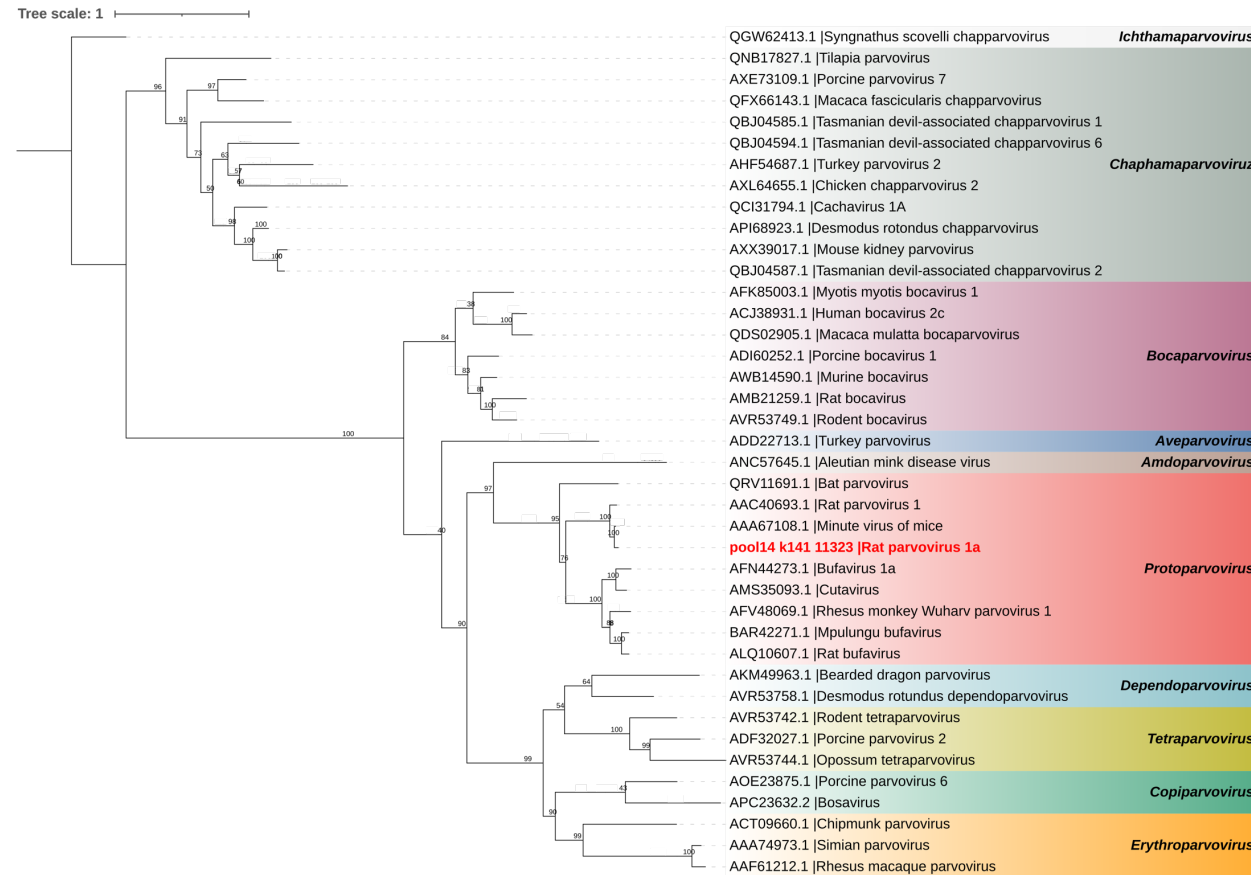 Tree scale: 1
QGW62413.1 |Syngnathus scovelli chapparvovirus Ichthamaparvovirus
QNB17827.1 |Tilapia parvovirus
96
AXE73109.1 |Porcine parvovirus 7
97
QFX66143.1 |Macaca fascicularis chapparvovirus
91
QBJ04585.1 |Tasmanian devil-associated chapparvovirus 1
QBJ04594.1 |Tasmanian devil-associated chapparvovirus 6
73
63
AHF54687.1 |Turkey parvovirus 2 Chaphamaparvoviruz
57
60
AXL64655.1 |Chicken chapparvovirus 2
50
QCI31794.1 |Cachavirus 1A
98
100
API68923.1 |Desmodus rotondus chapparvovirus
100
AXX39017.1 |Mouse kidney parvovirus
100
QBJ04587.1 |Tasmanian devil-associated chapparvovirus 2
AFK85003.1 |Myotis myotis bocavirus 1
38
ACJ38931.1 |Human bocavirus 2c
100
QDS02905.1 |Macaca mulatta bocaparvovirus
84
ADI60252.1 |Porcine bocavirus 1 Bocaparvovirus
83
AWB14590.1 |Murine bocavirus
81
AMB21259.1 |Rat bocavirus
100
AVR53749.1 |Rodent bocavirus
100
ADD22713.1 |Turkey parvovirus Aveparvovirus
ANC57645.1 |Aleutian mink disease virus Amdoparvovirus
QRV11691.1 |Bat parvovirus
97
AAC40693.1 |Rat parvovirus 1
95
100
AAA67108.1 |Minute virus of mice
40
100
pool14 k141 11323 |Rat parvovirus 1a
76
AFN44273.1 |Bufavirus 1a Protoparvovirus
100
AMS35093.1 |Cutavirus
100
AFV48069.1 |Rhesus monkey Wuharv parvovirus 1
90
88
BAR42271.1 |Mpulungu bufavirus
100
ALQ10607.1 |Rat bufavirus
AKM49963.1 |Bearded dragon parvovirus
64
Dependoparvovirus
AVR53758.1 |Desmodus rotundus dependoparvovirus
54
AVR53742.1 |Rodent tetraparvovirus
100
ADF32027.1 |Porcine parvovirus 2 Tetraparvovirus
99
99
AVR53744.1 |Opossum tetraparvovirus
AOE23875.1 |Porcine parvovirus 6
43
Copiparvovirus
APC23632.2 |Bosavirus
90
ACT09660.1 |Chipmunk parvovirus
99
AAA74973.1 |Simian parvovirus Erythroparvovirus
100
AAF61212.1 |Rhesus macaque parvovirus